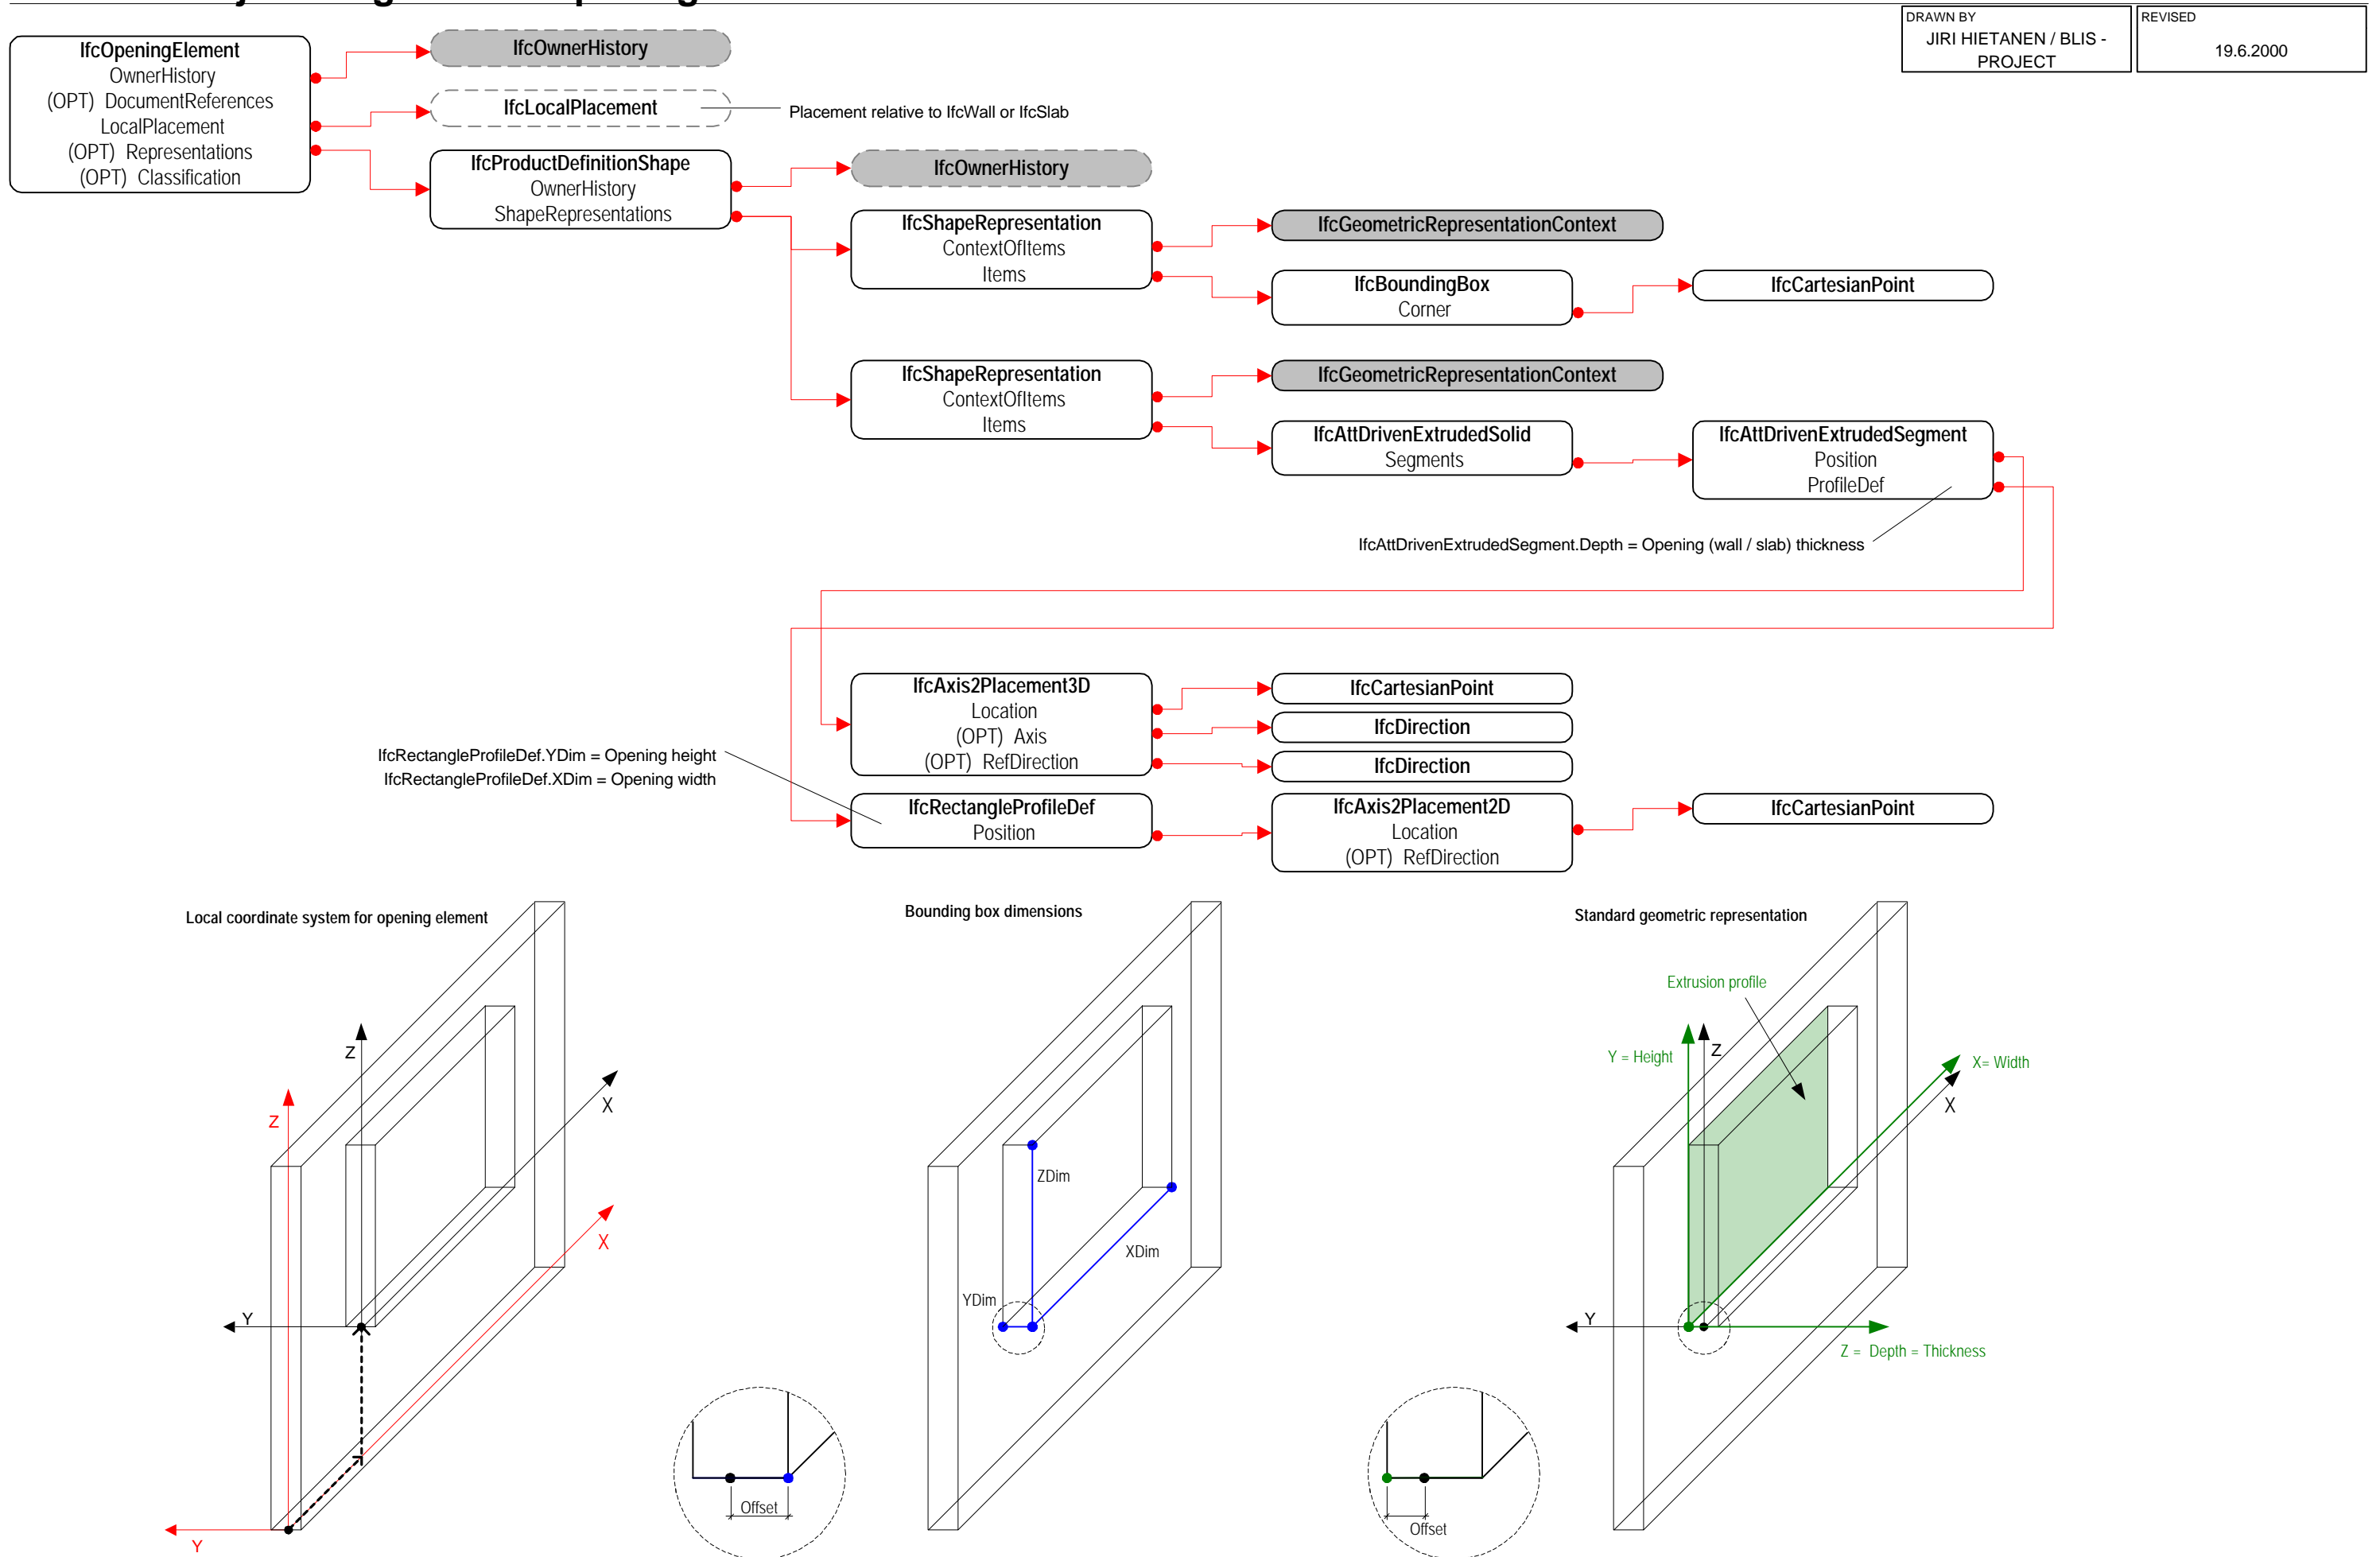 DRAWN BY
JIRI HIETANEN / BLIS -
PROJECT
REVISED
19.6.2000
IfcOpeningElement
OwnerHistory
(OPT) DocumentReferences
LocalPlacement
(OPT) Representations
(OPT) Classification
IfcOwnerHistory
IfcLocalPlacement
Placement relative to IfcWall or IfcSlab
IfcProductDefinitionShape
OwnerHistory
ShapeRepresentations
IfcOwnerHistory
IfcShapeRepresentation
ContextOfItems
Items
IfcGeometricRepresentationContext
IfcBoundingBox
Corner
IfcCartesianPoint
IfcShapeRepresentation
ContextOfItems
Items
IfcGeometricRepresentationContext
IfcAttDrivenExtrudedSolid
Segments
IfcAttDrivenExtrudedSegment
Position
ProfileDef
IfcAttDrivenExtrudedSegment.Depth = Opening (wall / slab) thickness
IfcAxis2Placement3D
Location
(OPT) Axis
(OPT) RefDirection
IfcCartesianPoint
IfcDirection
IfcDirection
IfcRectangleProfileDef.YDim = Opening height
IfcRectangleProfileDef.XDim = Opening width
IfcRectangleProfileDef
Position
IfcAxis2Placement2D
Location
(OPT) RefDirection
IfcCartesianPoint
Local coordinate system for opening element
Z
X
Z
X
Y
Y
Bounding box dimensions
ZDim
XDim
YDim
Offset
Standard geometric representation
Extrusion profile
Y = Height
Z
X= Width
X
Y
Z = Depth = Thickness
Offset